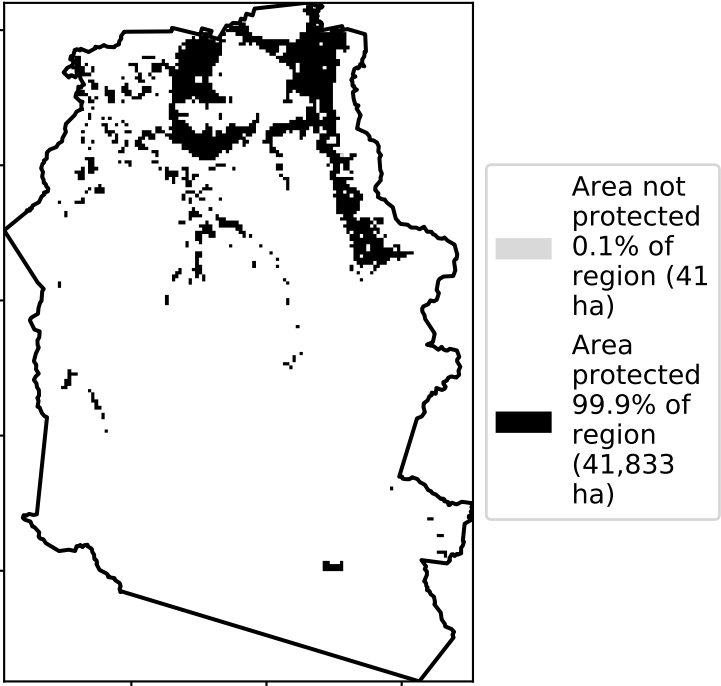 Area not
protected
0.1% of
region (41
ha)
Area
protected
99.9% of
region
(41,833
ha)